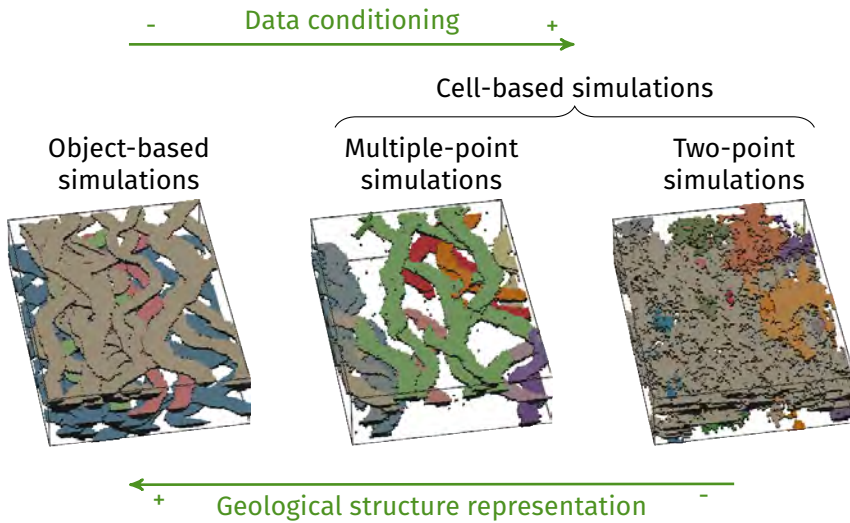 Data conditioning
- +
Cell-based simulations
Object-based
simulations
Multiple-point
simulations
Two-point
simulations
+ -
Geological structure representation